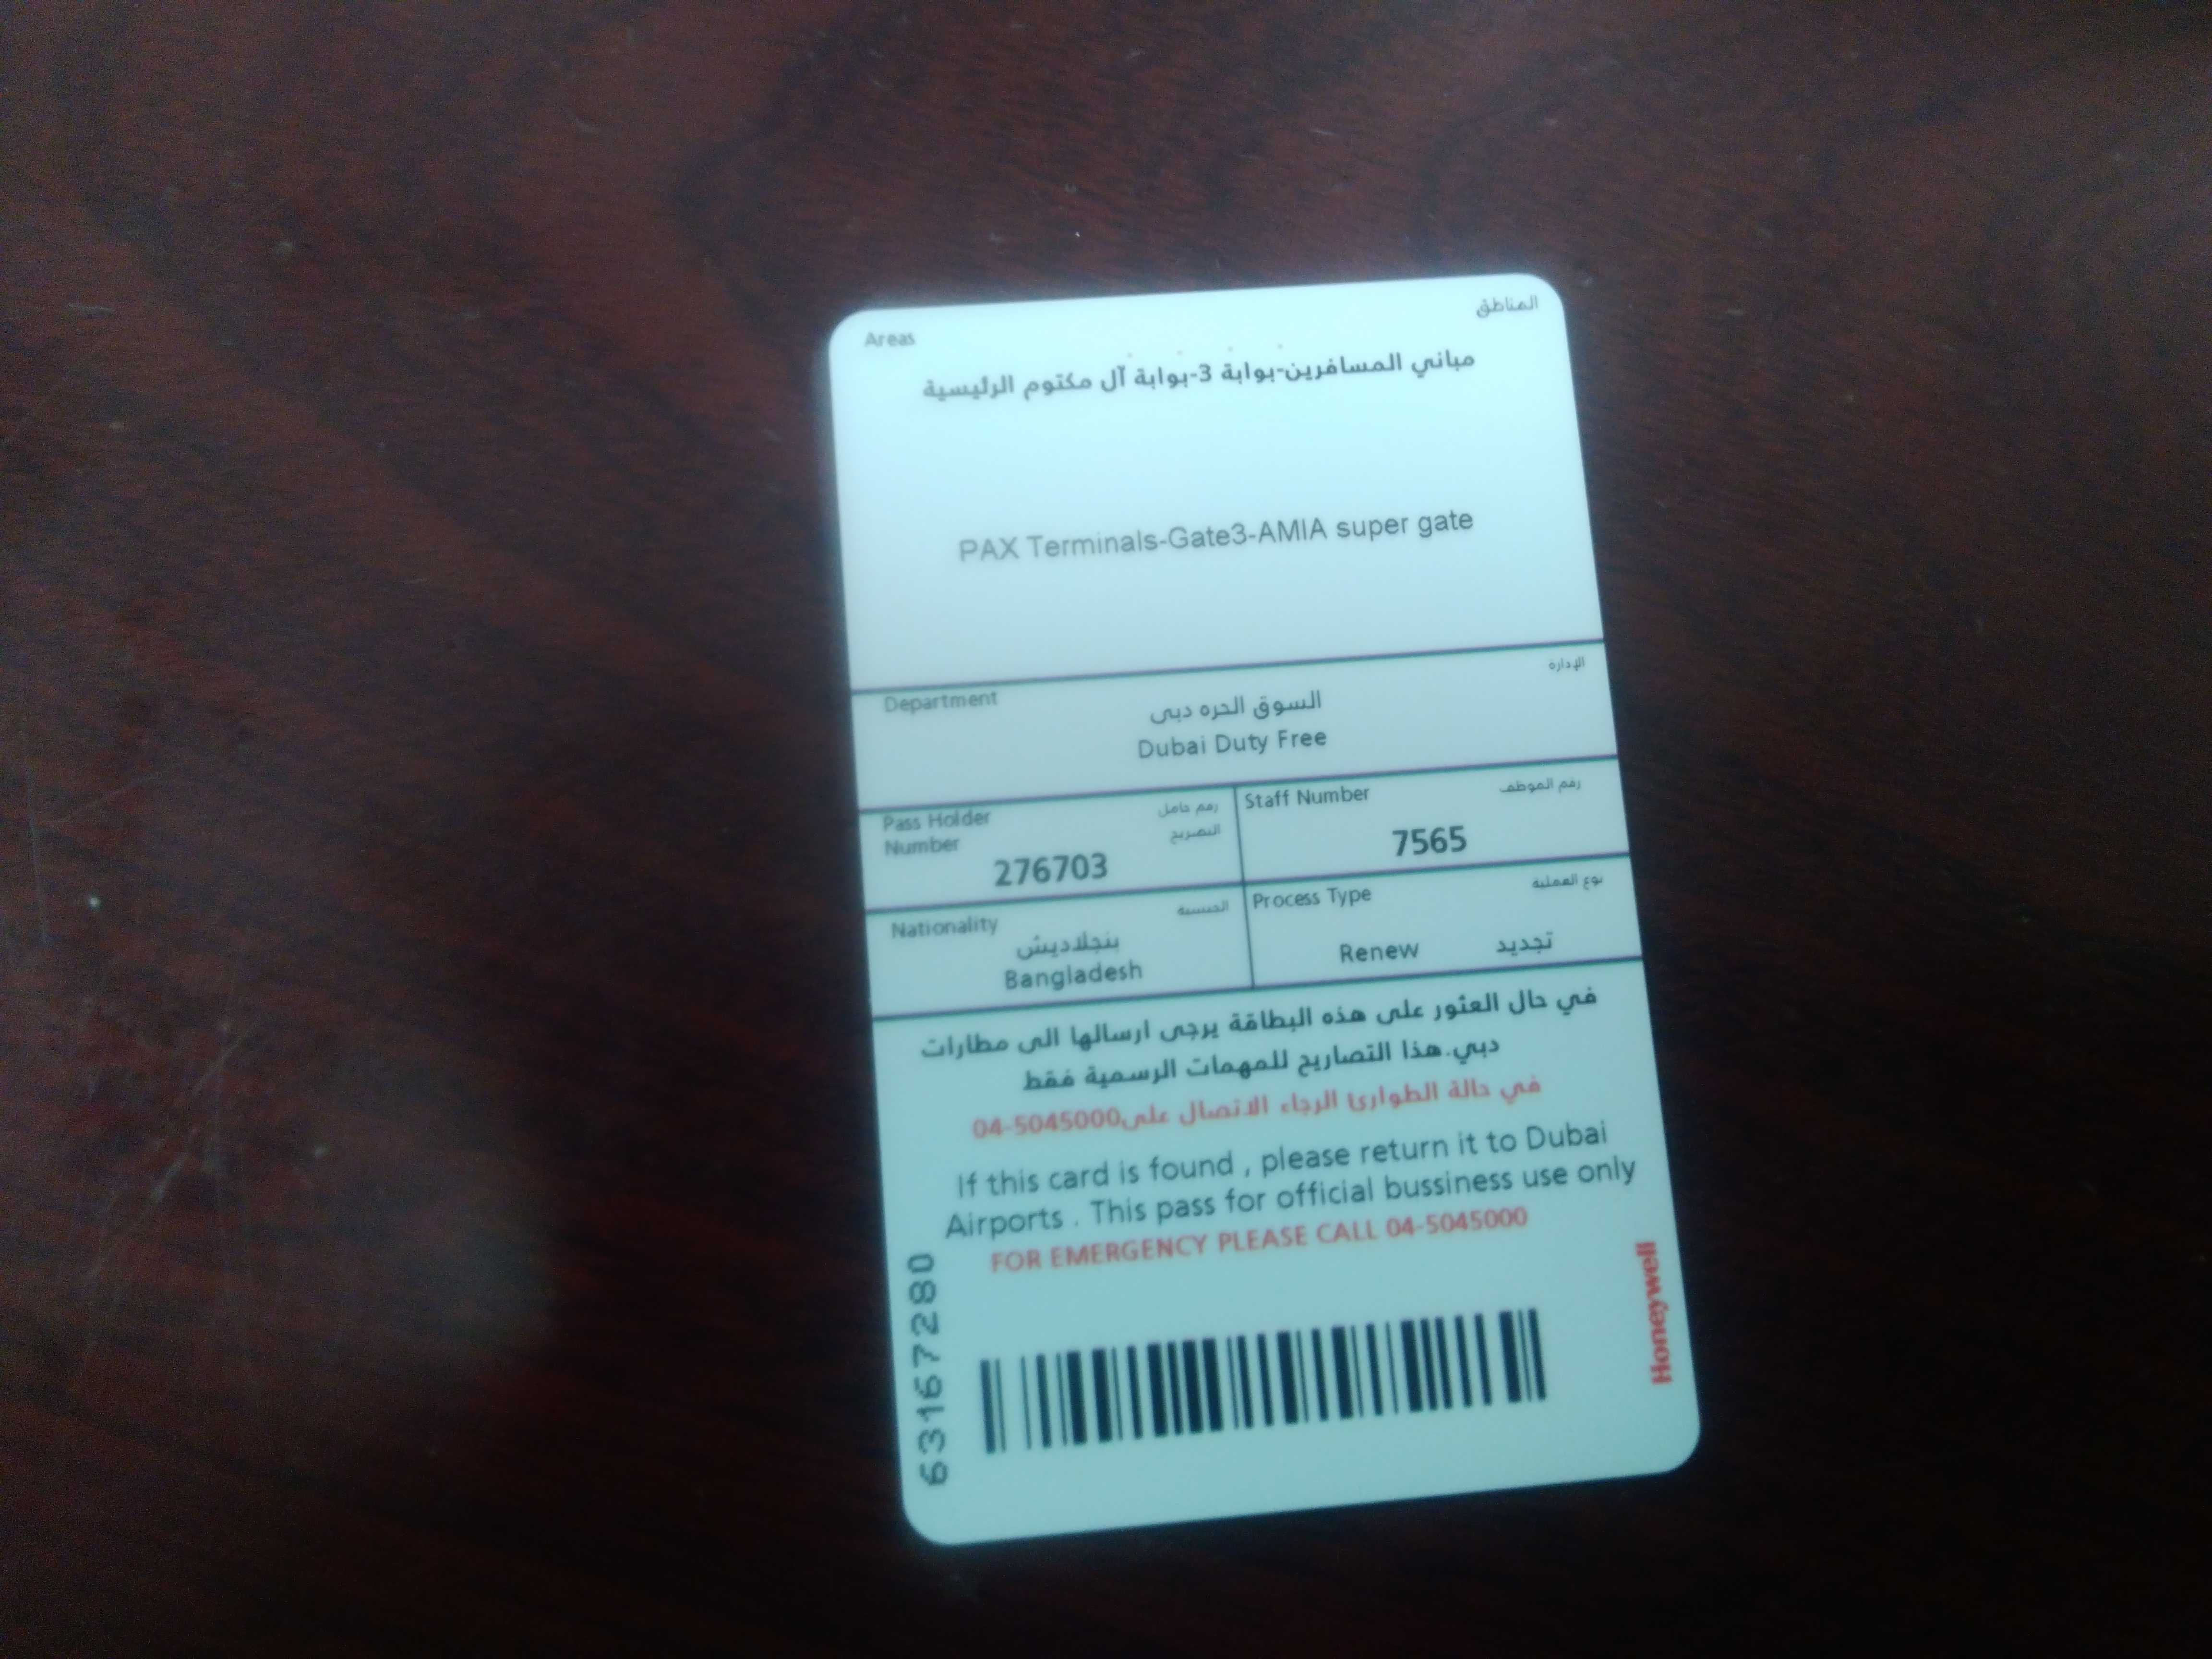 Areas المناطق
مباني المسافرين-بوابة 3-بوابة آل مكتوم الرئيسية
PAX Terminals-Gate3-AMIA super gate
Department الإداره
السوق الحره دبى
Dubai Duty Free
Pass Holder رقم حامل
Number التصريح
276703
Staff Number رقم الموظف
7565
Nationality الجنسيه
بنجلاديش
Bangladesh
Process Type نوع العملية
Renew تجديد
في حال العثور على هذه البطاقة يرجى ارسالها الى مطارات
دبي.هذا التصاريح للمهمات الرسمية فقط
في حالة الطوارئ الرجاء الاتصال على04-5045000
If this card is found , please return it to Dubai
Airports . This pass for official bussiness use only
FOR EMERGENCY PLEASE CALL 04-5045000
63167280
Honeywell